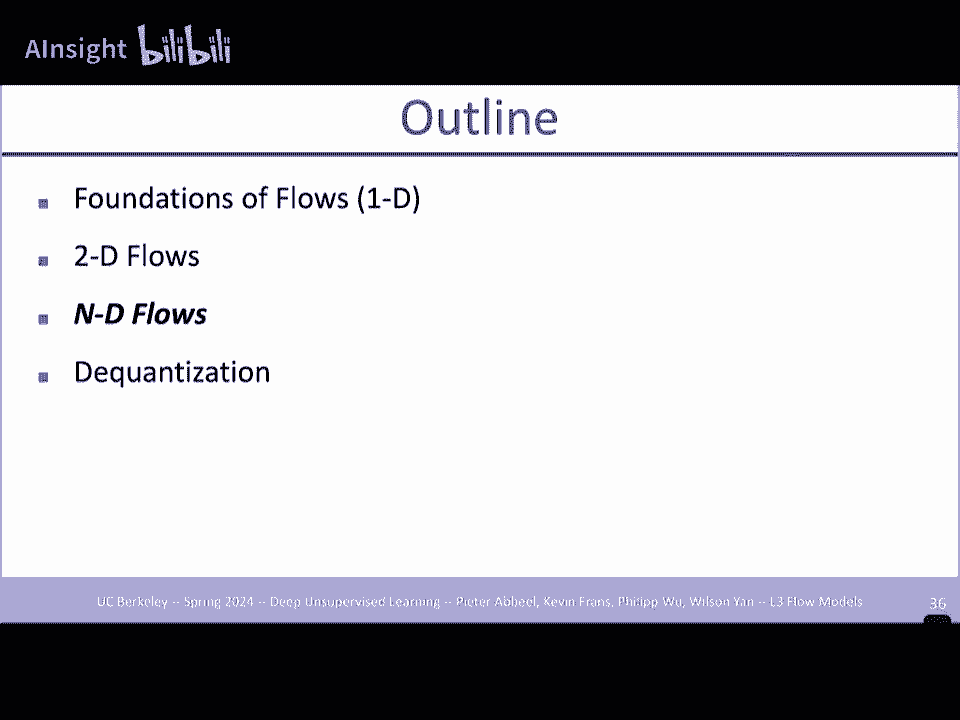 AInsight bilibili
Outline
Foundations of Flows (1-D)
2-D Flows
N-D Flows
Dequantization
UC Berkeley -- Spring 2024 -- Deep Unsupervised Learning -- Pieter Abbeel, Kevin Frans, Philipp Wu, Wilson Yan -- L3 Flow Models
36